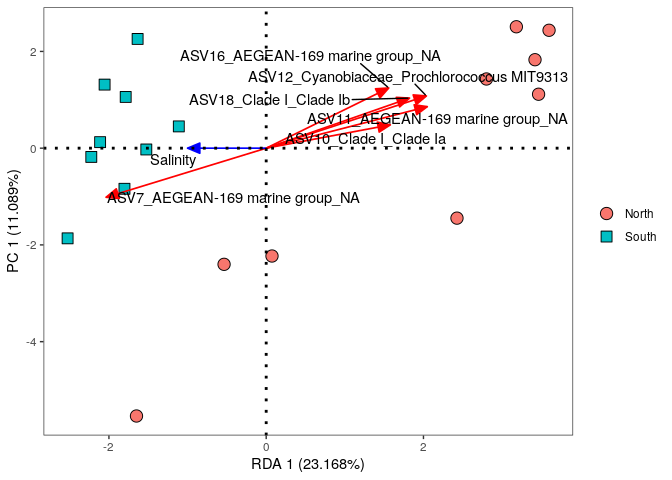 2
ASV16_AEGEAN-169 marine group_NA
ASV12_Cyanobiaceae_Prochlorococcus MIT9313
ASV18_Clade I_Clade Ib
ASV11_AEGEAN-169 marine group_NA
ASV10_Clade I_Clade Ia
0
Salinity
ASV7_AEGEAN-169 marine group_NA
North
South
-2
-4
-2 0 2
PC 1 (11.089%)
RDA 1 (23.168%)